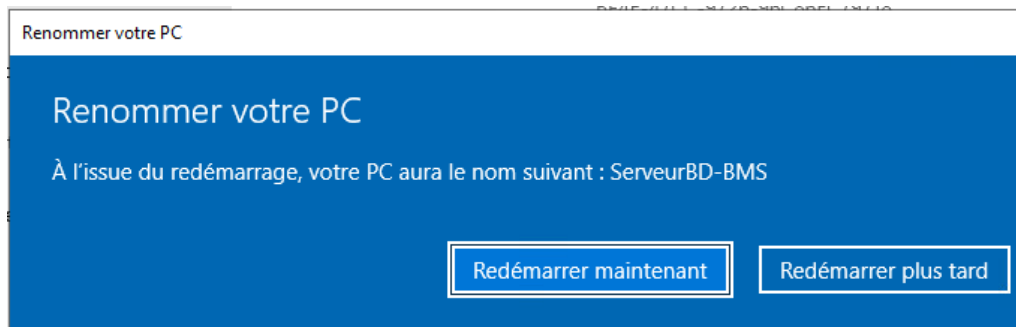 Renommer votre PC
Renommer votre PC
À l'issue du redémarrage, votre PC aura le nom suivant : ServeurBD-BMS
Redémarrer maintenant
Redémarrer plus tard